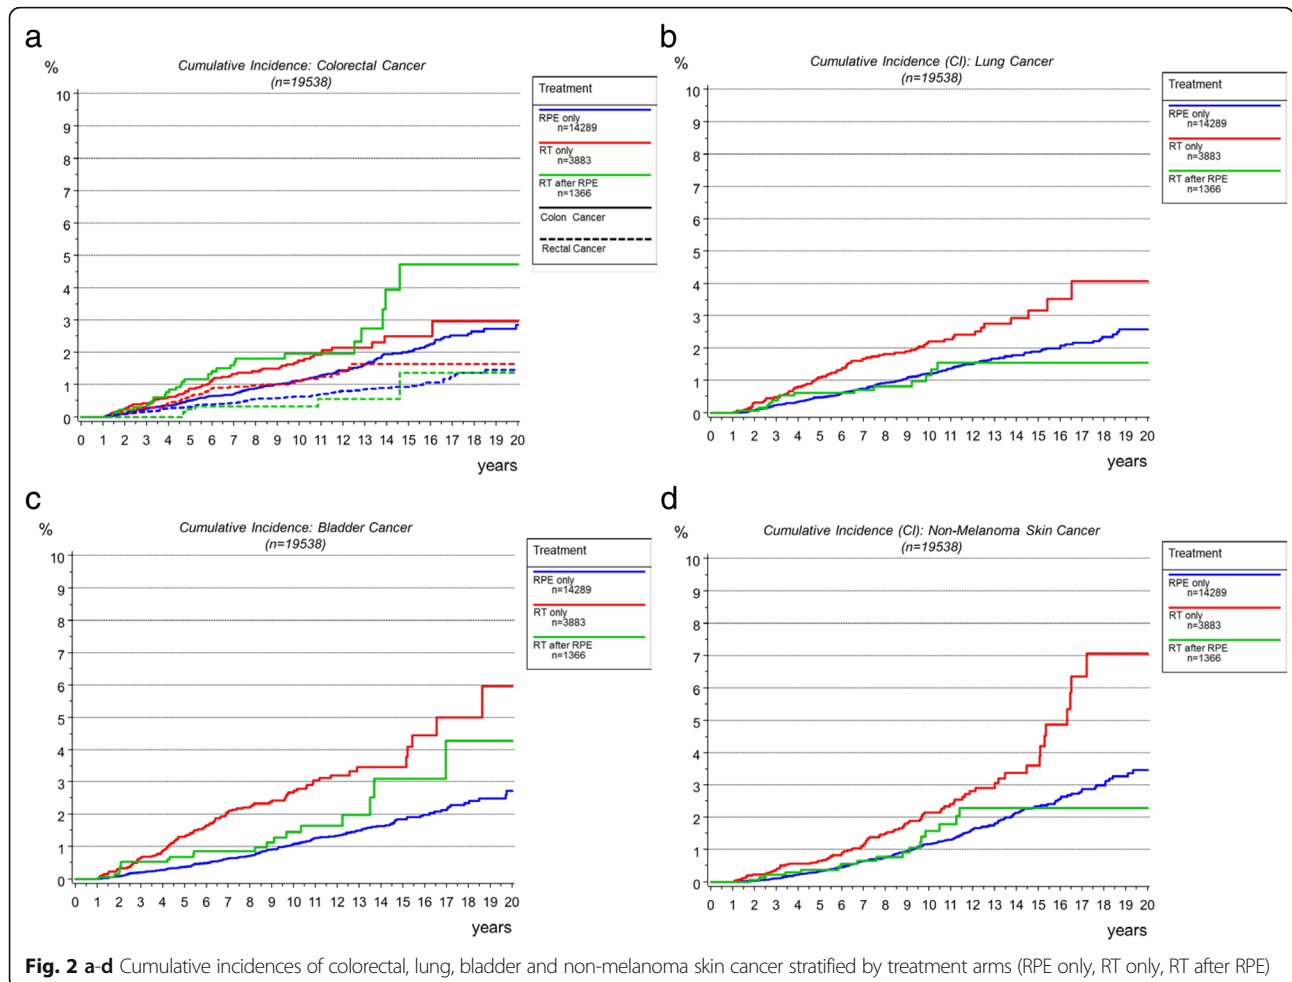 a
%
Cumulative Incidence: Colorectal Cancer
(n=19538)
10
9
8
7
6
5
4
3
2
1
0
0 1 2 3 4 5 6 7 8 9 10 11 12 13 14 15 16 17 18 19 20
years
Treatment
RPE only
n=14289
RT only
n=3883
RT after RPE
n=1366
Colon Cancer
Rectal Cancer
b
%
Cumulative Incidence (CI): Lung Cancer
(n=19538)
10
9
8
7
6
5
4
3
2
1
0
0 1 2 3 4 5 6 7 8 9 10 11 12 13 14 15 16 17 18 19 20
years
Treatment
RPE only
n=14289
RT only
n=3883
RT after RPE
n=1366
c
%
Cumulative Incidence: Bladder Cancer
(n=19538)
10
9
8
7
6
5
4
3
2
1
0
0 1 2 3 4 5 6 7 8 9 10 11 12 13 14 15 16 17 18 19 20
years
Treatment
RPE only
n=14289
RT only
n=3883
RT after RPE
n=1366
d
%
Cumulative Incidence (CI): Non-Melanoma Skin Cancer
(n=19538)
10
9
8
7
6
5
4
3
2
1
0
0 1 2 3 4 5 6 7 8 9 10 11 12 13 14 15 16 17 18 19 20
years
Treatment
RPE only
n=14289
RT only
n=3883
RT after RPE
n=1366
Fig. 2 a-d Cumulative incidences of colorectal, lung, bladder and non-melanoma skin cancer stratified by treatment arms (RPE only, RT only, RT after RPE)